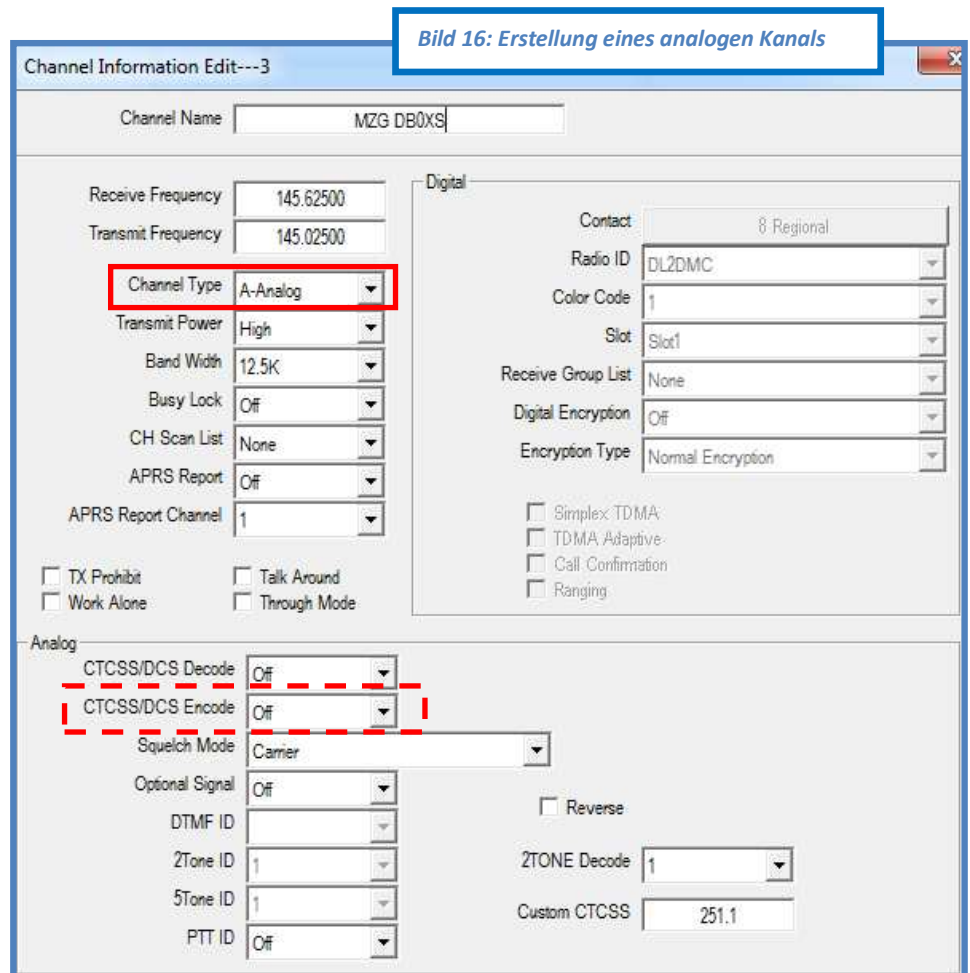 Bild 16: Erstellung eines analogen Kanals
Channel Information Edit---3
x
Channel Name MZG DB0XS
Receive Frequency 145.62500
Transmit Frequency 145.02500
Channel Type A-Analog
Transmit Power High
Band Width 12.5K
Busy Lock Off
CH Scan List None
APRS Report Off
APRS Report Channel 1
TX Prohibit Talk Around
Work Alone Through Mode
Digital
Contact 8 Regional
Radio ID DL2DMC
Color Code 1
Slot Slot1
Receive Group List None
Digital Encryption Off
Encryption Type Normal Encryption
Simplex TDMA
TDMA Adaptive
Call Confirmation
Ranging
Analog
CTCSS/DCS Decode Off
CTCSS/DCS Encode Off
Squelch Mode Carrier
Optional Signal Off
DTMF ID
2Tone ID 1
5Tone ID 1
PTT ID Off
Reverse
2TONE Decode 1
Custom CTCSS 251.1